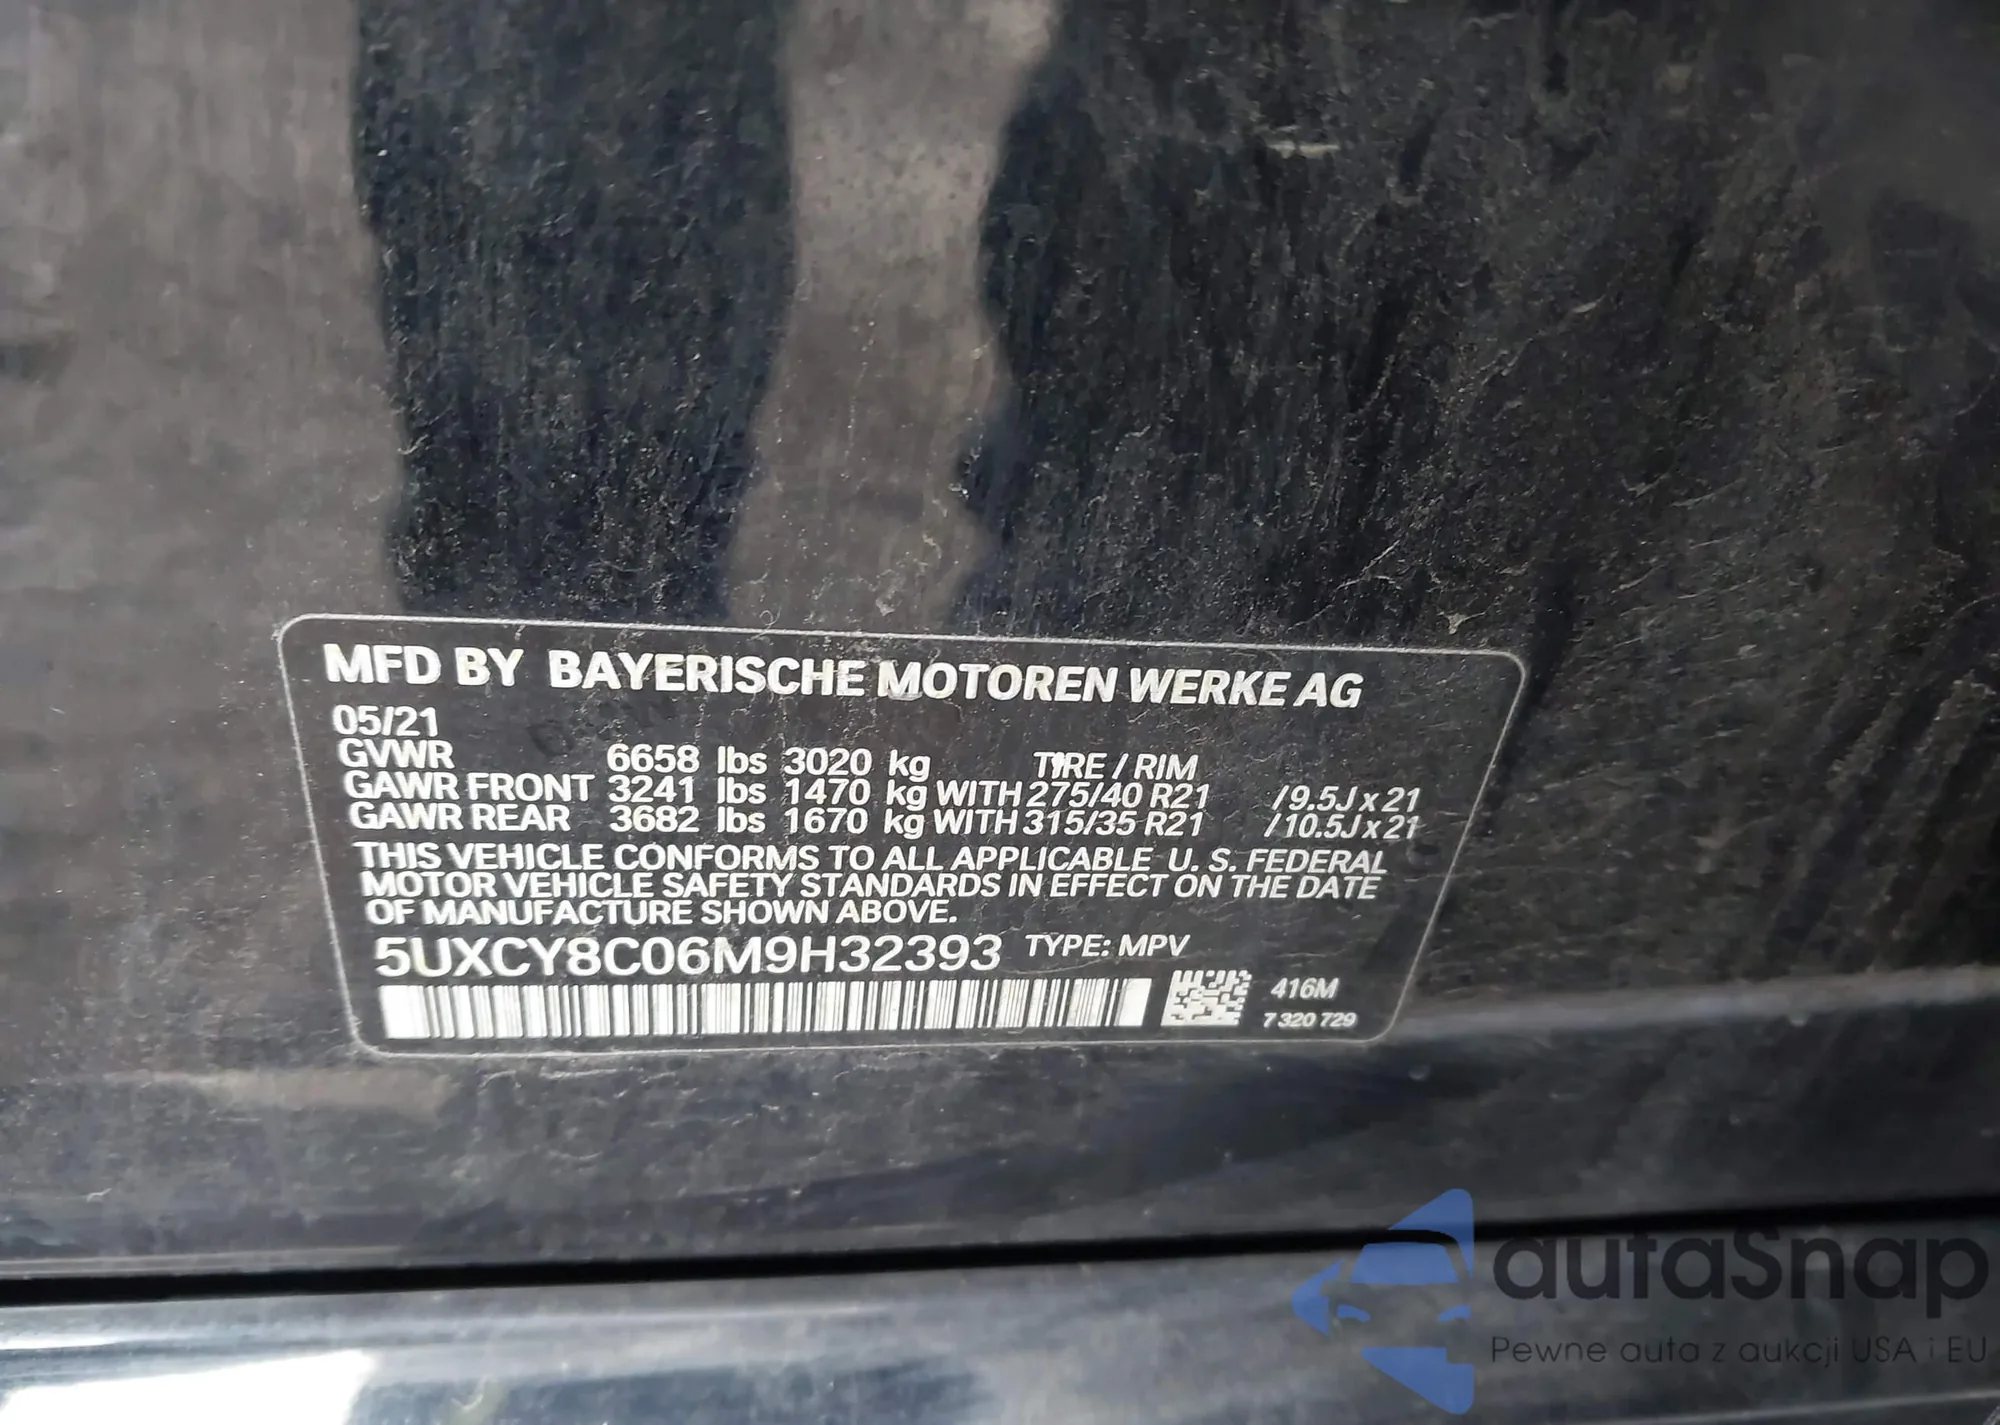 MFD BY BAYERISCHE MOTOREN WERKE AG
05/21
GVWR 6658 lbs 3020 kg TIRE / RIM
GAWR FRONT 3241 lbs 1470 kg WITH 275/40 R21 /9.5J x 21
GAWR REAR 3682 lbs 1670 kg WITH 315/35 R21 /10.5J x 21
THIS VEHICLE CONFORMS TO ALL APPLICABLE U. S. FEDERAL
MOTOR VEHICLE SAFETY STANDARDS IN EFFECT ON THE DATE
OF MANUFACTURE SHOWN ABOVE.
5UXCY8C06M9H32393 TYPE: MPV
416M
7 320 729
autaSnap
Pewne auta z aukcji USA i EU